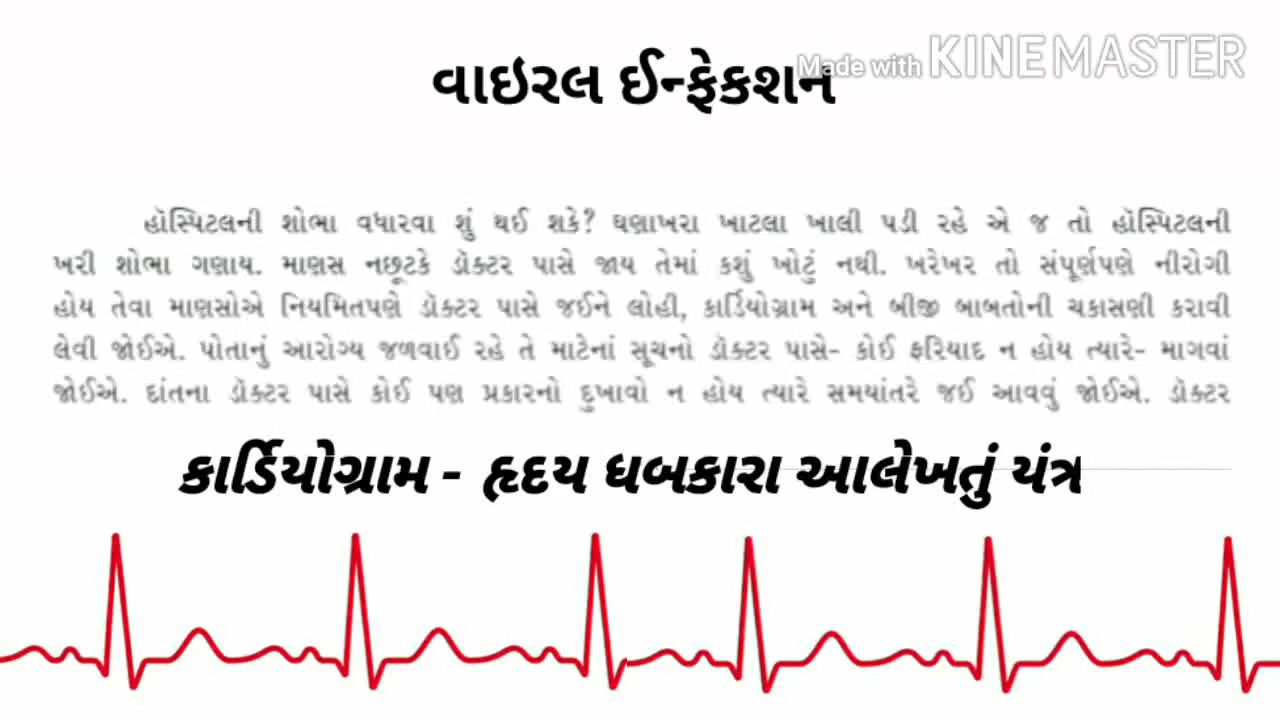 વાઇરલ ઈન્ફેકશન
Made with KINEMASTER
હૉસ્પિટલની શોભા વધારવા શું થઈ શકે? ઘણાખરા ખાટલા ખાલી પડી રહે એ જ તો હૉસ્પિટલની
ખરી શોભા ગણાય. માણસ નછૂટકે ડૉક્ટર પાસે જાય તેમાં કશું ખોટું નથી. ખરેખર તો સંપૂર્ણપણે નીરોગી
હોય તેવા માણસોએ નિયમિતપણે ડૉક્ટર પાસે જઈને લોહી, કાર્ડિયોગ્રામ અને બીજી બાબતોની ચકાસણી કરાવી
લેવી જોઈએ. પોતાનું આરોગ્ય જળવાઈ રહે તે માટેનાં સૂચનો ડૉક્ટર પાસે- કોઈ ફરિયાદ ન હોય ત્યારે- માગવાં
જોઈએ. દાંતના ડૉક્ટર પાસે કોઈ પણ પ્રકારનો દુખાવો ન હોય ત્યારે સમયાંતરે જઈ આવવું જોઈએ. ડૉક્ટર
કાર્ડિયોગ્રામ - હૃદય ધબકારા આલેખતું યંત્ર